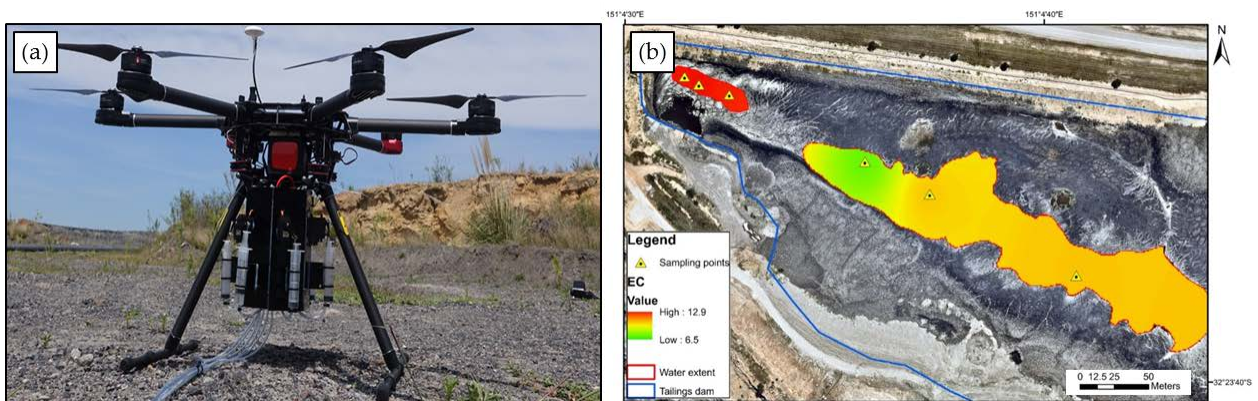 (a)
151°4'30"E
151°4'40"E
(b)
N
Legend
Sampling points
EC
Value
High : 12.9
Low : 6.5
Water extent
Tailings dam
0 12.5 25 50
Meters
32°23'40"S